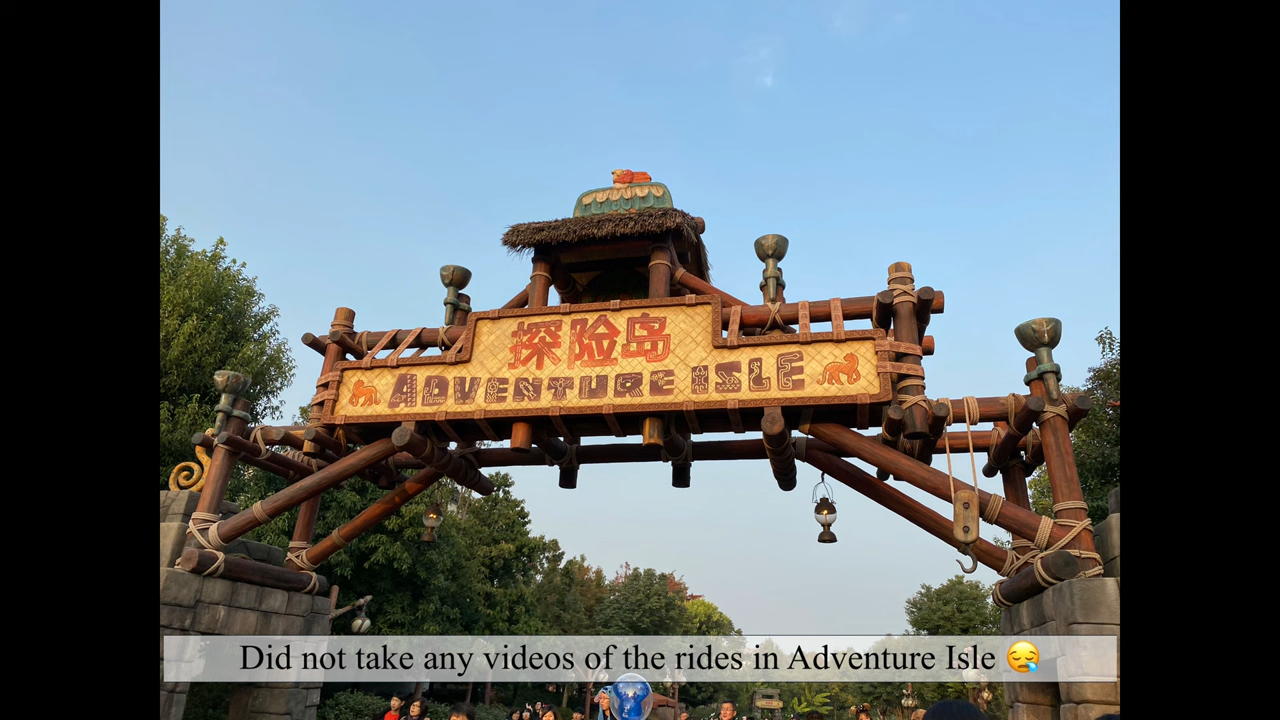 探险岛
ADVENTURE ISLE
Did not take any videos of the rides in Adventure Isle 😪